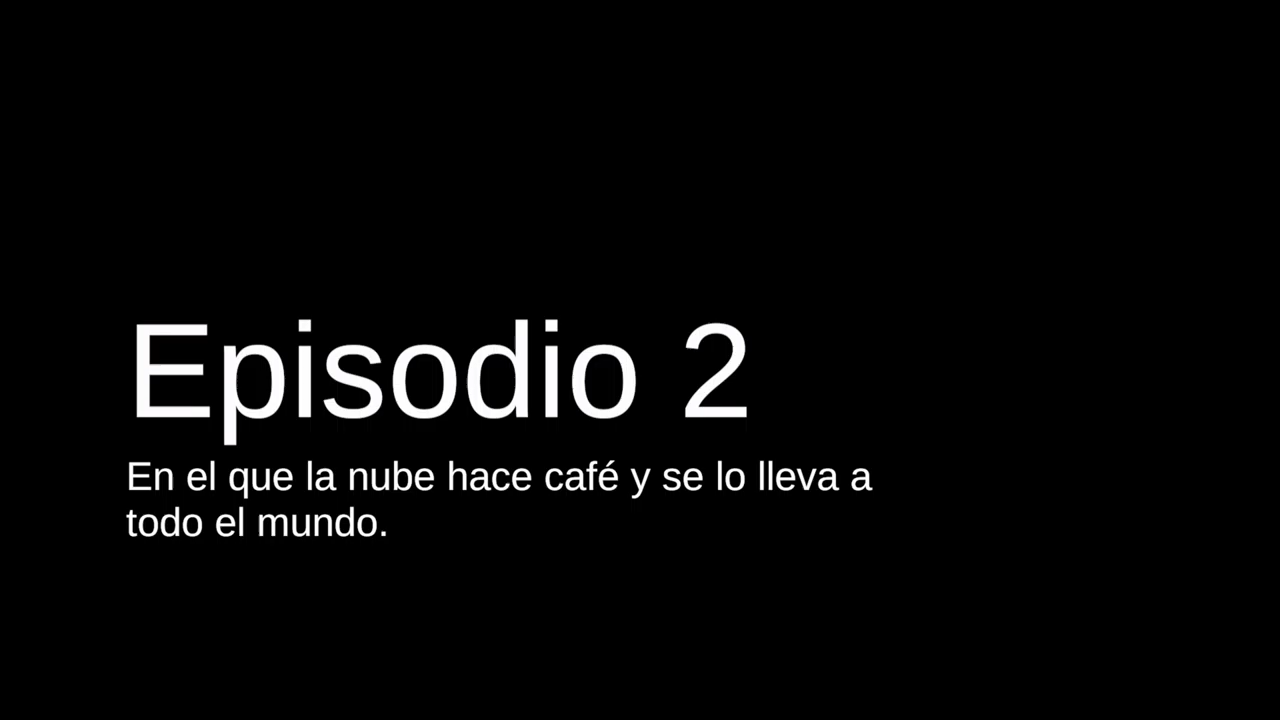 Episodio 2
En el que la nube hace café y se lo lleva a
todo el mundo.